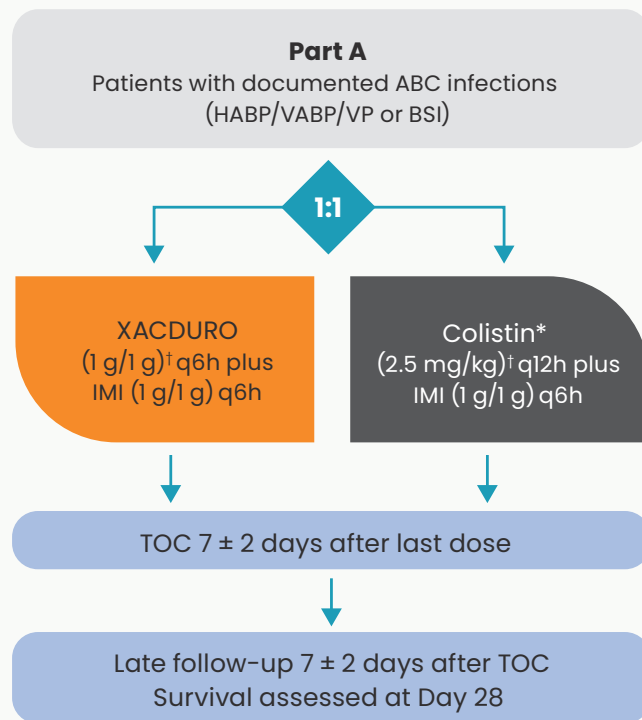 Part A
Patients with documented ABC infections
(HABP/VABP/VP or BSI)
1:1
XACDURO
(1 g/1 g)† q6h plus
IMI (1 g/1 g) q6h
Colistin*
(2.5 mg/kg)† q12h plus
IMI (1 g/1 g) q6h
TOC 7 ± 2 days after last dose
Late follow-up 7 ± 2 days after TOC
Survival assessed at Day 28